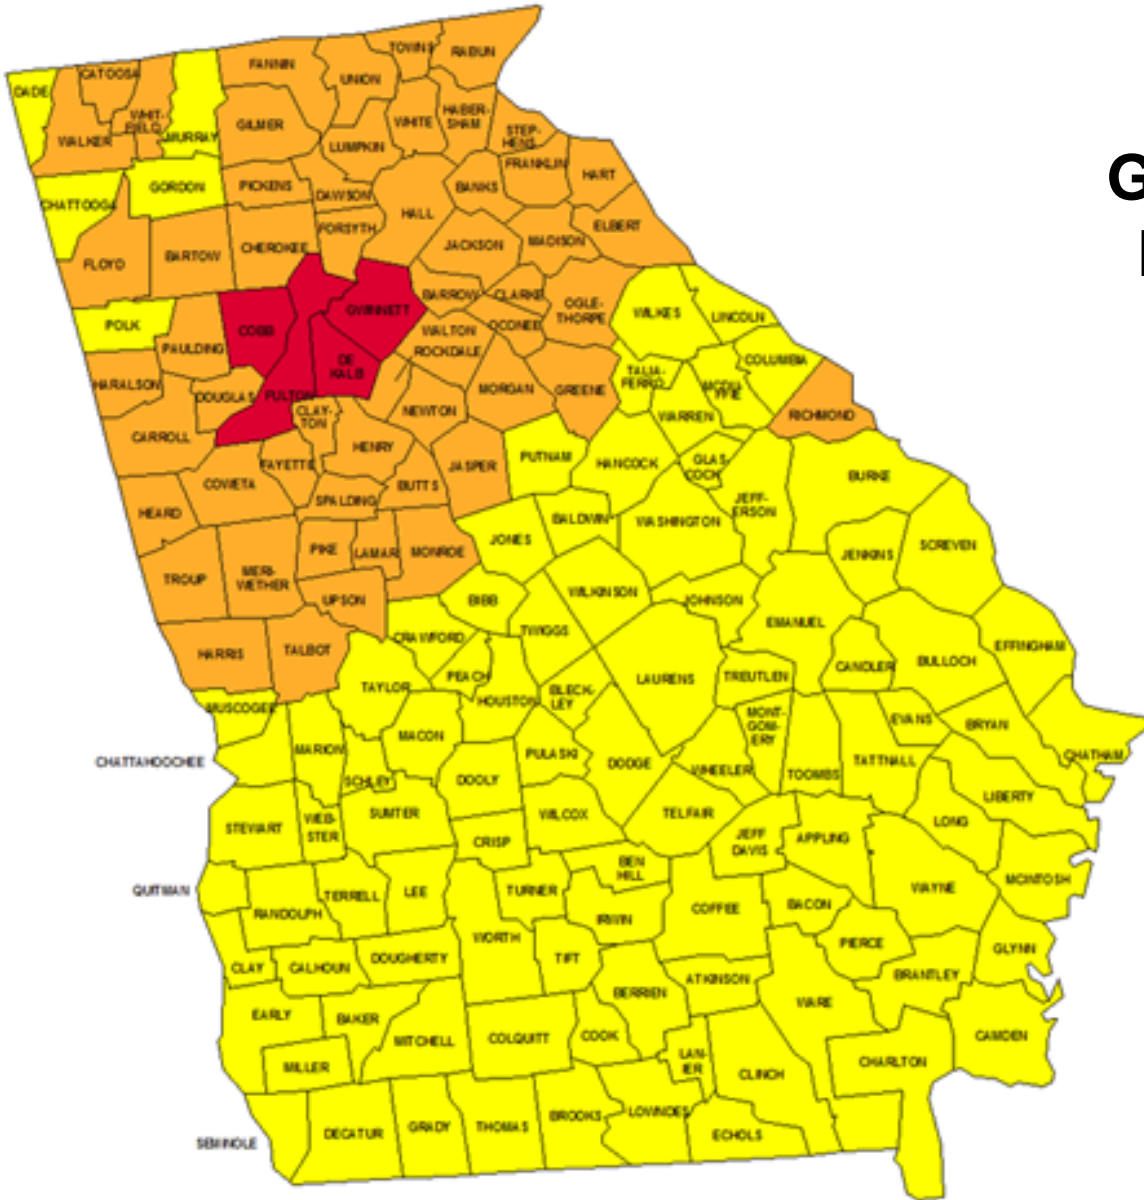 TOWNS
RABUN
FANNIN
UNION
CATOOSA
DADE
WHIT-
FIELD
MURRAY
WALKER
GILMER
WHITE
HABER-
SHAM
STEP-
HENS
LUMPKIN
FRANKLIN
HART
CHATTOOGA
GORDON
PICKENS
DAWSON
BANKS
HALL
FORSYTH
ELBERT
G
FLOYD
BARTOW
CHEROKEE
JACKSON
MADISON
BARROW
CLARKE
OGLE-
THORPE
WILKES
LINCOLN
POLK
PAULDING
COBB
GWINNETT
WALTON
OCONEE
ROCKDALE
DE
KALB
HARALSON
DOUGLAS
FULTON
CLAY-
TON
NEWTON
MORGAN
GREENE
TALIA-
FERRO
MCDU-
FFIE
COLUMBIA
RICHMOND
WARREN
CARROLL
FAYETTE
HENRY
JASPER
PUTNAM
HANCOCK
GLAS-
COCK
BURKE
COWETA
SPALDING
BUTTS
HEARD
JEFF-
ERSON
JONES
BALDWIN
WASHINGTON
JENKINS
SCREVEN
TROUP
MERI-
WETHER
PIKE
LAMAR
MONROE
UPSON
BIBB
WILKINSON
JOHNSON
EMANUEL
HARRIS
TALBOT
CRAWFORD
TWIGGS
PEACH
TAYLOR
HOUSTON
BLECK-
LEY
LAURENS
TREUTLEN
CANDLER
BULLOCH
EFFINGHAM
MUSCOGEE
CHATTAHOOCHEE
MARION
MACON
SCHLEY
DOOLY
PULASKI
DODGE
WHEELER
MONT-
GOM-
ERY
TOOMBS
TATTNALL
EVANS
BRYAN
CHATHAM
LIBERTY
LONG
STEWART
WEB-
STER
SUMTER
CRISP
WILCOX
TELFAIR
JEFF
DAVIS
APPLING
QUITMAN
RANDOLPH
TERRELL
LEE
TURNER
BEN
HILL
IRWIN
COFFEE
BACON
WAYNE
MCINTOSH
CLAY
CALHOUN
DOUGHERTY
WORTH
TIFT
PIERCE
BRANTLEY
GLYNN
EARLY
BAKER
MITCHELL
COLQUITT
COOK
BERRIEN
ATKINSON
WARE
CAMDEN
MILLER
LAN-
IER
CLINCH
CHARLTON
SEMINOLE
DECATUR
GRADY
THOMAS
BROOKS
LOWNDES
ECHOLS